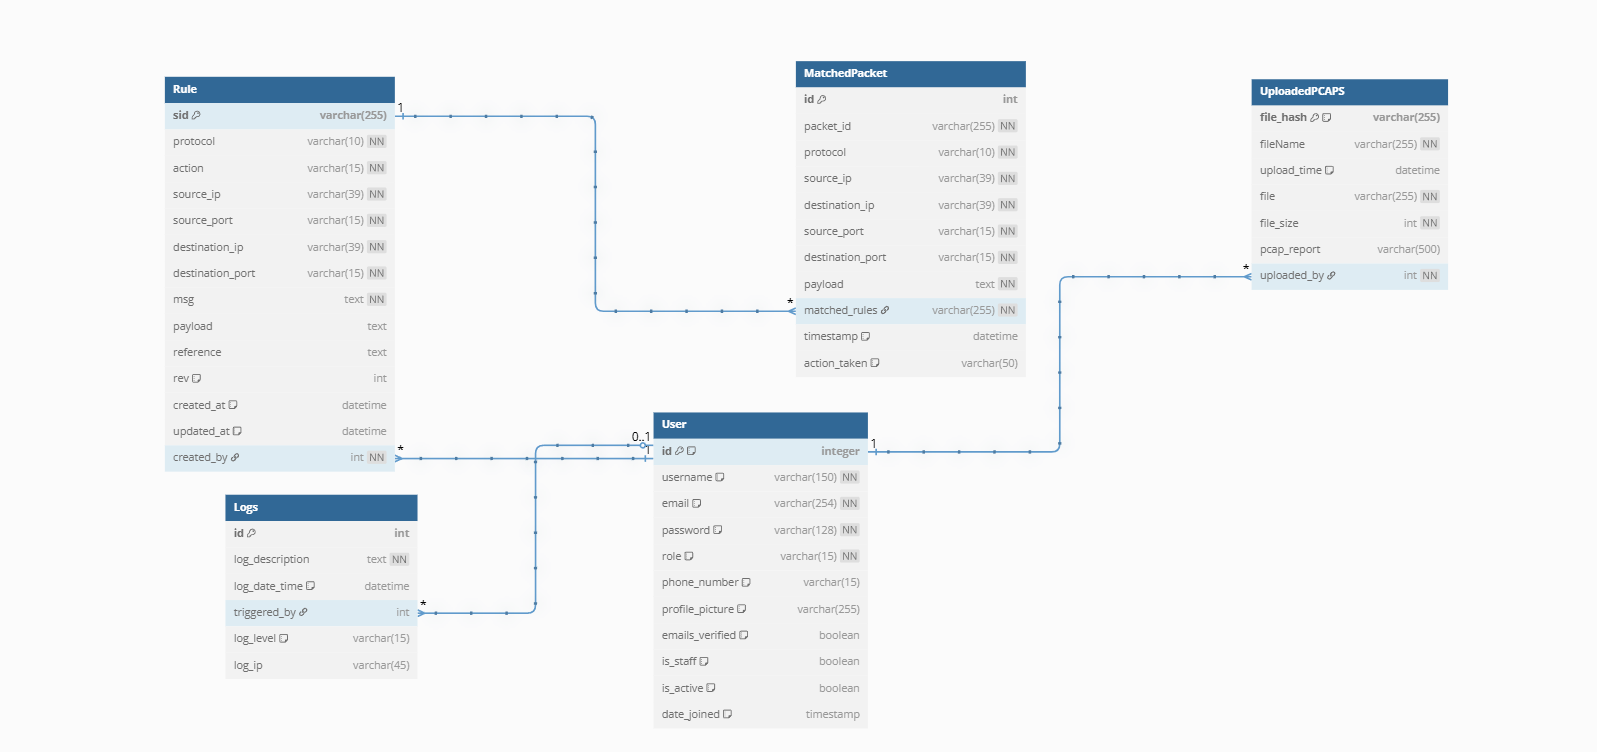 Rule
sid varchar(255)
protocol varchar(10) NN
action varchar(15) NN
source_ip varchar(39) NN
source_port varchar(15) NN
destination_ip varchar(39) NN
destination_port varchar(15) NN
msg text NN
payload text
reference text
rev int
created_at datetime
updated_at datetime
created_by int NN
1
*
MatchedPacket
id int
packet_id varchar(255) NN
protocol varchar(10) NN
source_ip varchar(39) NN
destination_ip varchar(39) NN
source_port varchar(15) NN
destination_port varchar(15) NN
payload text NN
* matched_rules varchar(255) NN
timestamp datetime
action_taken varchar(50)
UploadedPCAPS
file_hash varchar(255)
fileName varchar(255) NN
upload_time datetime
file varchar(255) NN
file_size int NN
pcap_report varchar(500)
* uploaded_by int NN
Logs
id int
log_description text NN
log_date_time datetime
triggered_by int *
log_level varchar(15)
log_ip varchar(45)
User
0..1
1
id integer 1
username varchar(150) NN
email varchar(254) NN
password varchar(128) NN
role varchar(15) NN
phone_number varchar(15)
profile_picture varchar(255)
emails_verified boolean
is_staff boolean
is_active boolean
date_joined timestamp